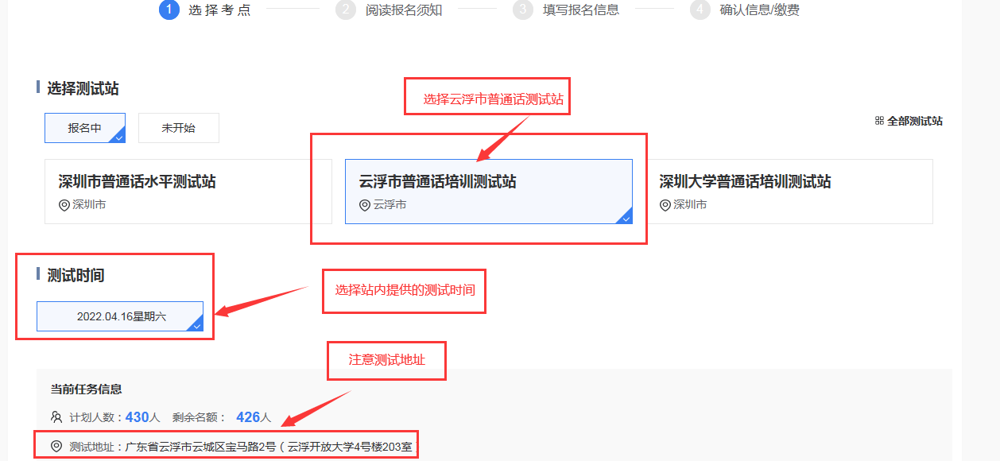 1 选择考点 2 阅读报名须知 3 填写报名信息 4 确认信息/缴费
选择测试站
选择云浮市普通话测试站
报名中 未开始
全部测试站
深圳市普通话水平测试站
深圳市
云浮市普通话培训测试站
云浮市
深圳大学普通话培训测试站
深圳市
测试时间
选择站内提供的测试时间
2022.04.16星期六
注意测试地址
当前任务信息
计划人数：430人 剩余名额： 426人
测试地址：广东省云浮市云城区宝马路2号（云浮开放大学4号楼203室